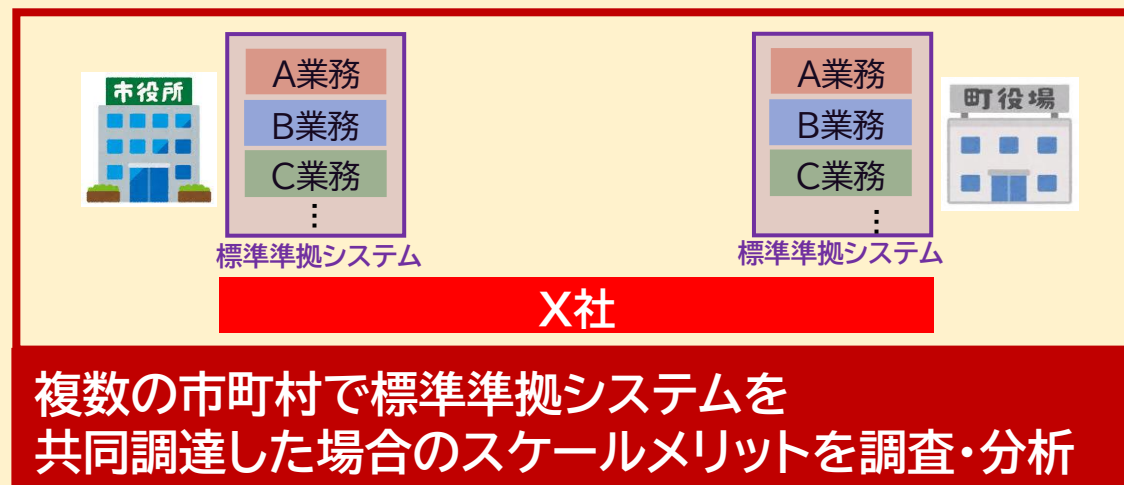 市役所
A業務
B業務
C業務
⋮
標準準拠システム
A業務
B業務
C業務
⋮
標準準拠システム
町役場
X社
複数の市町村で標準準拠システムを
共同調達した場合のスケールメリットを調査・分析